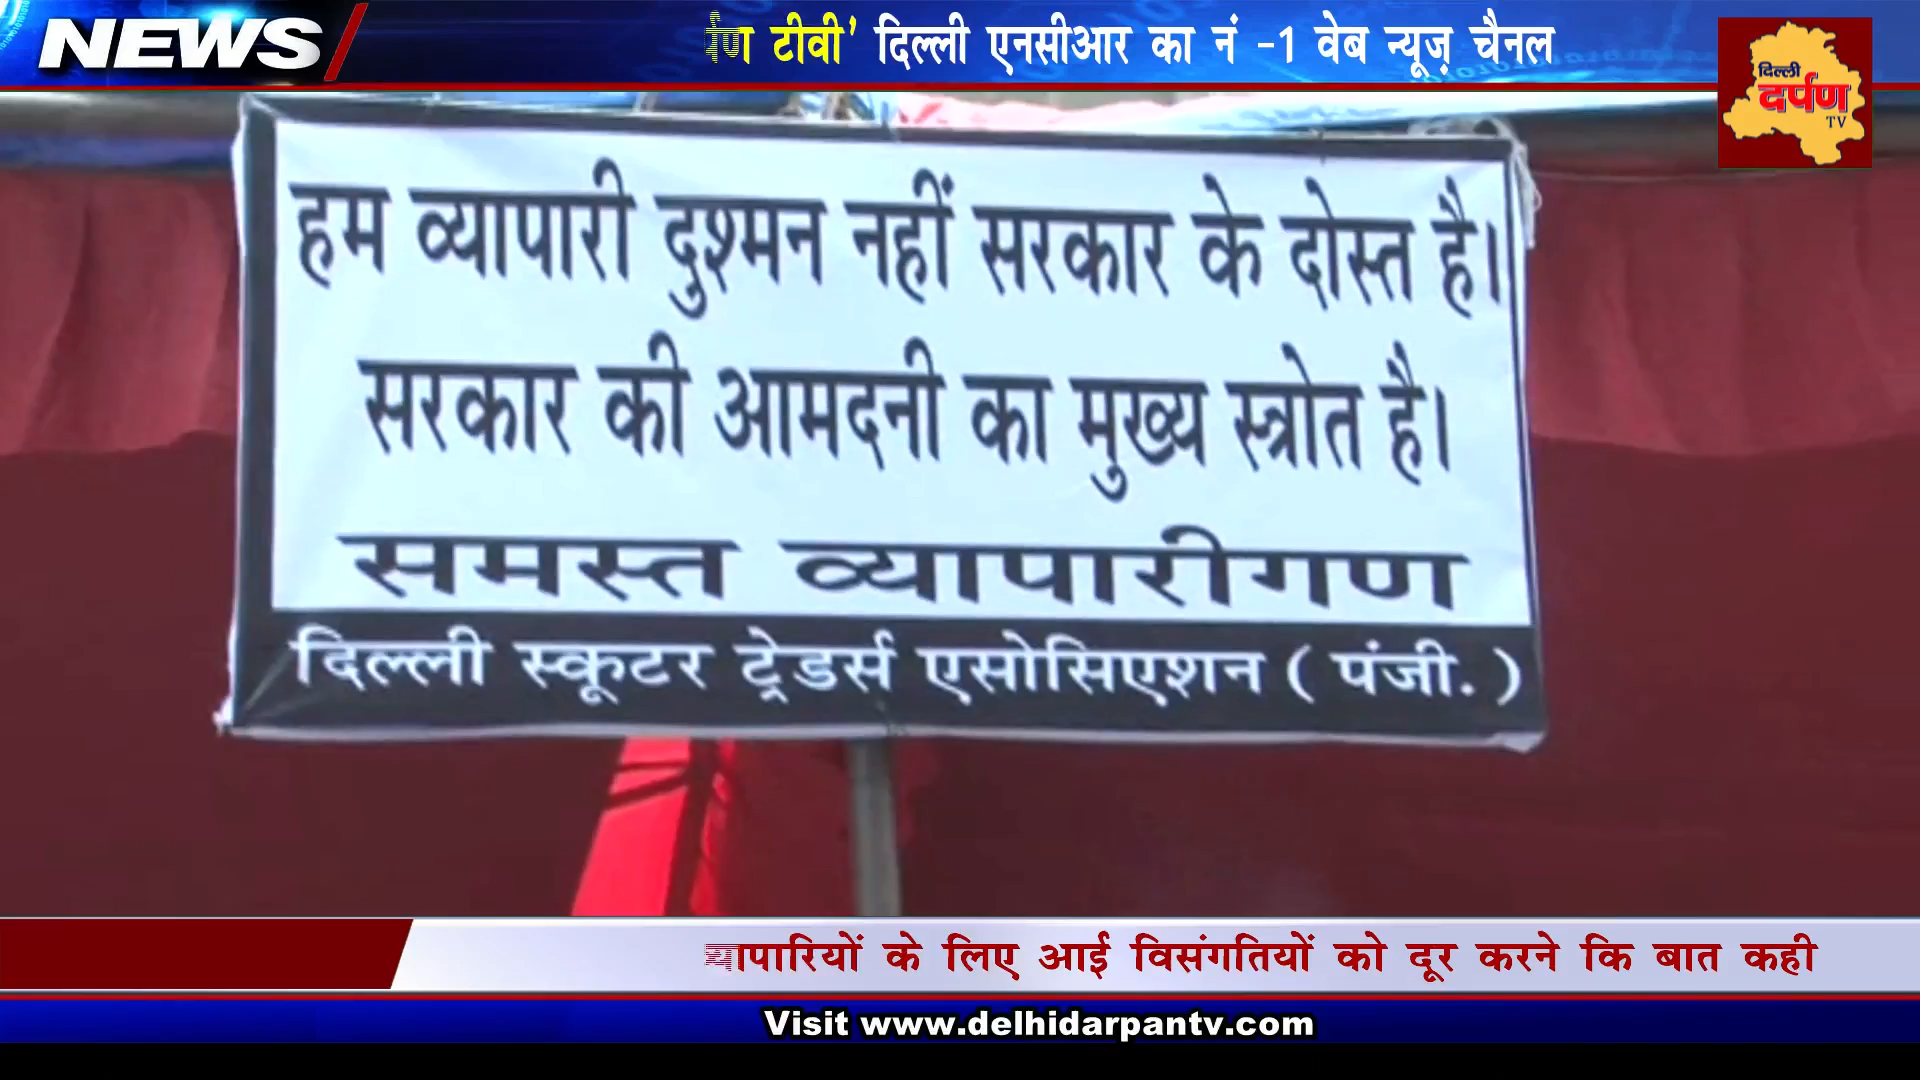 NEWS
टीवी’ दिल्ली एनसीआर का नं -1 वेब न्यूज़ चैनल
दिल्ली
दर्पण
TV
हम व्यापारी दुश्मन नहीं सरकार के दोस्त है।
सरकार की आमदनी का मुख्य स्त्रोत है।
समस्त व्यापारीगण
दिल्ली स्कूटर ट्रेडर्स एसोसिएशन ( पंजी. )
के लिए आई विसंगतियों को दूर करने कि बात कही
Visit www.delhidarpantv.com